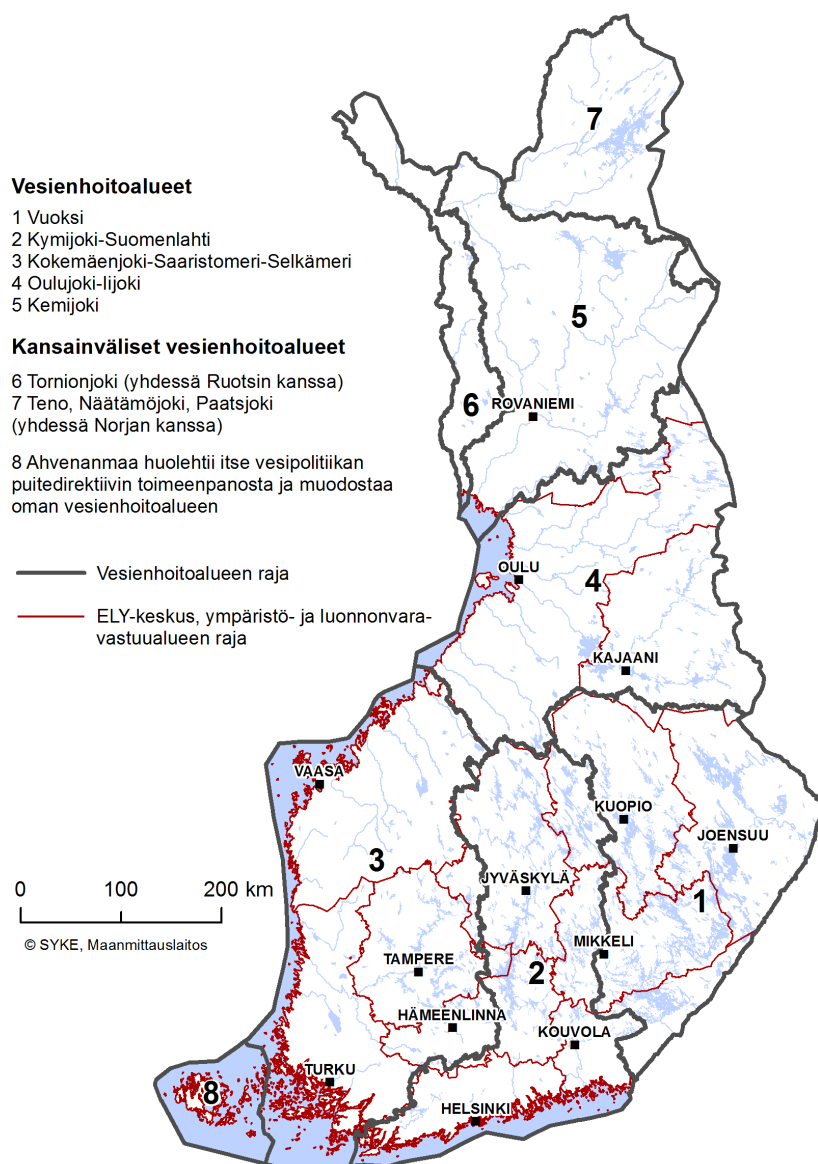 Vesienhoitoalueet
1 Vuoksi
2 Kymijoki-Suomenlahti
3 Kokemäenjoki-Saaristomeri-Selkämeri
4 Oulujoki-Iijoki
5 Kemijoki
Kansainväliset vesienhoitoalueet
6 Tornionjoki (yhdessä Ruotsin kanssa)
7 Teno, Näätämöjoki, Paatsjoki
(yhdessä Norjan kanssa)
8 Ahvenanmaa huolehtii itse vesipolitiikan
puitedirektiivin toimeenpanosta ja muodostaa
oman vesienhoitoalueen
Vesienhoitoalueen raja
ELY-keskus, ympäristö- ja luonnonvara-
vastuualueen raja
0 100 200 km
© SYKE, Maanmittauslaitos
7
5
6
ROVANIEMI
OULU
4
KAJAANI
VAASA
KUOPIO
JOENSUU
3
JYVÄSKYLÄ
1
MIKKELI
TAMPERE
2
HÄMEENLINNA
KOUVOLA
TURKU
8
HELSINKI